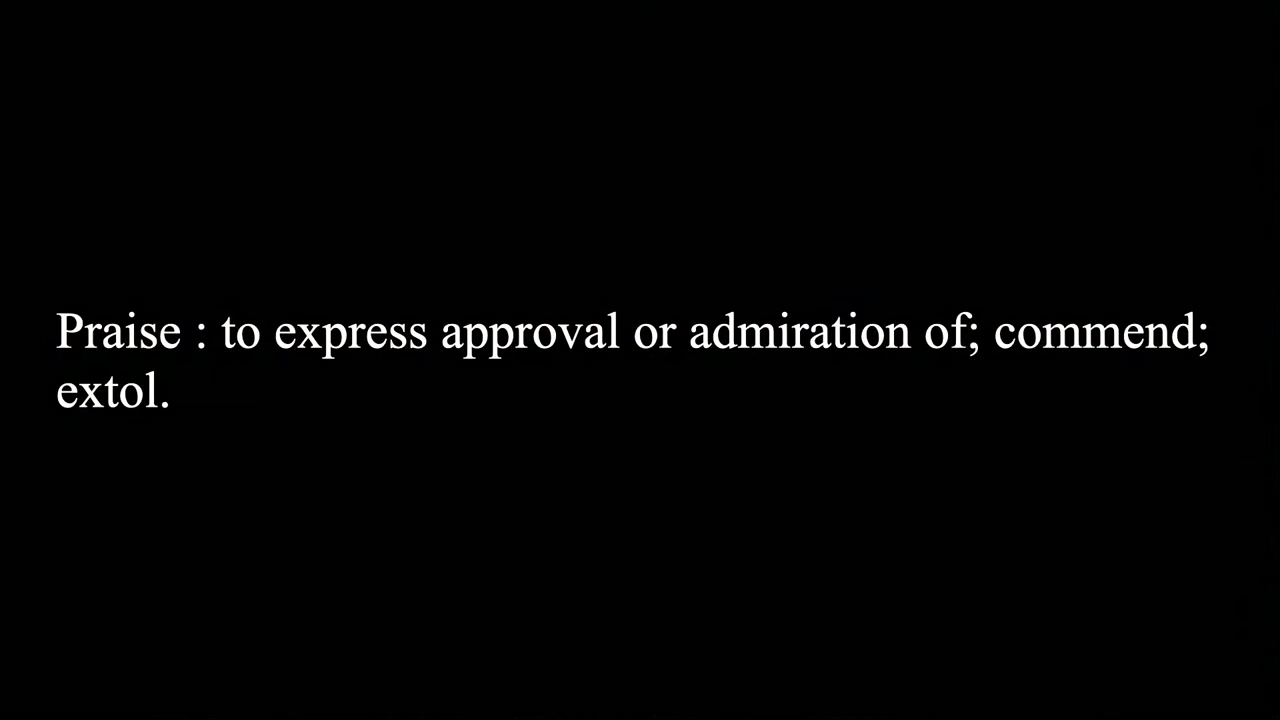 Praise : to express approval or admiration of; commend;
extol.